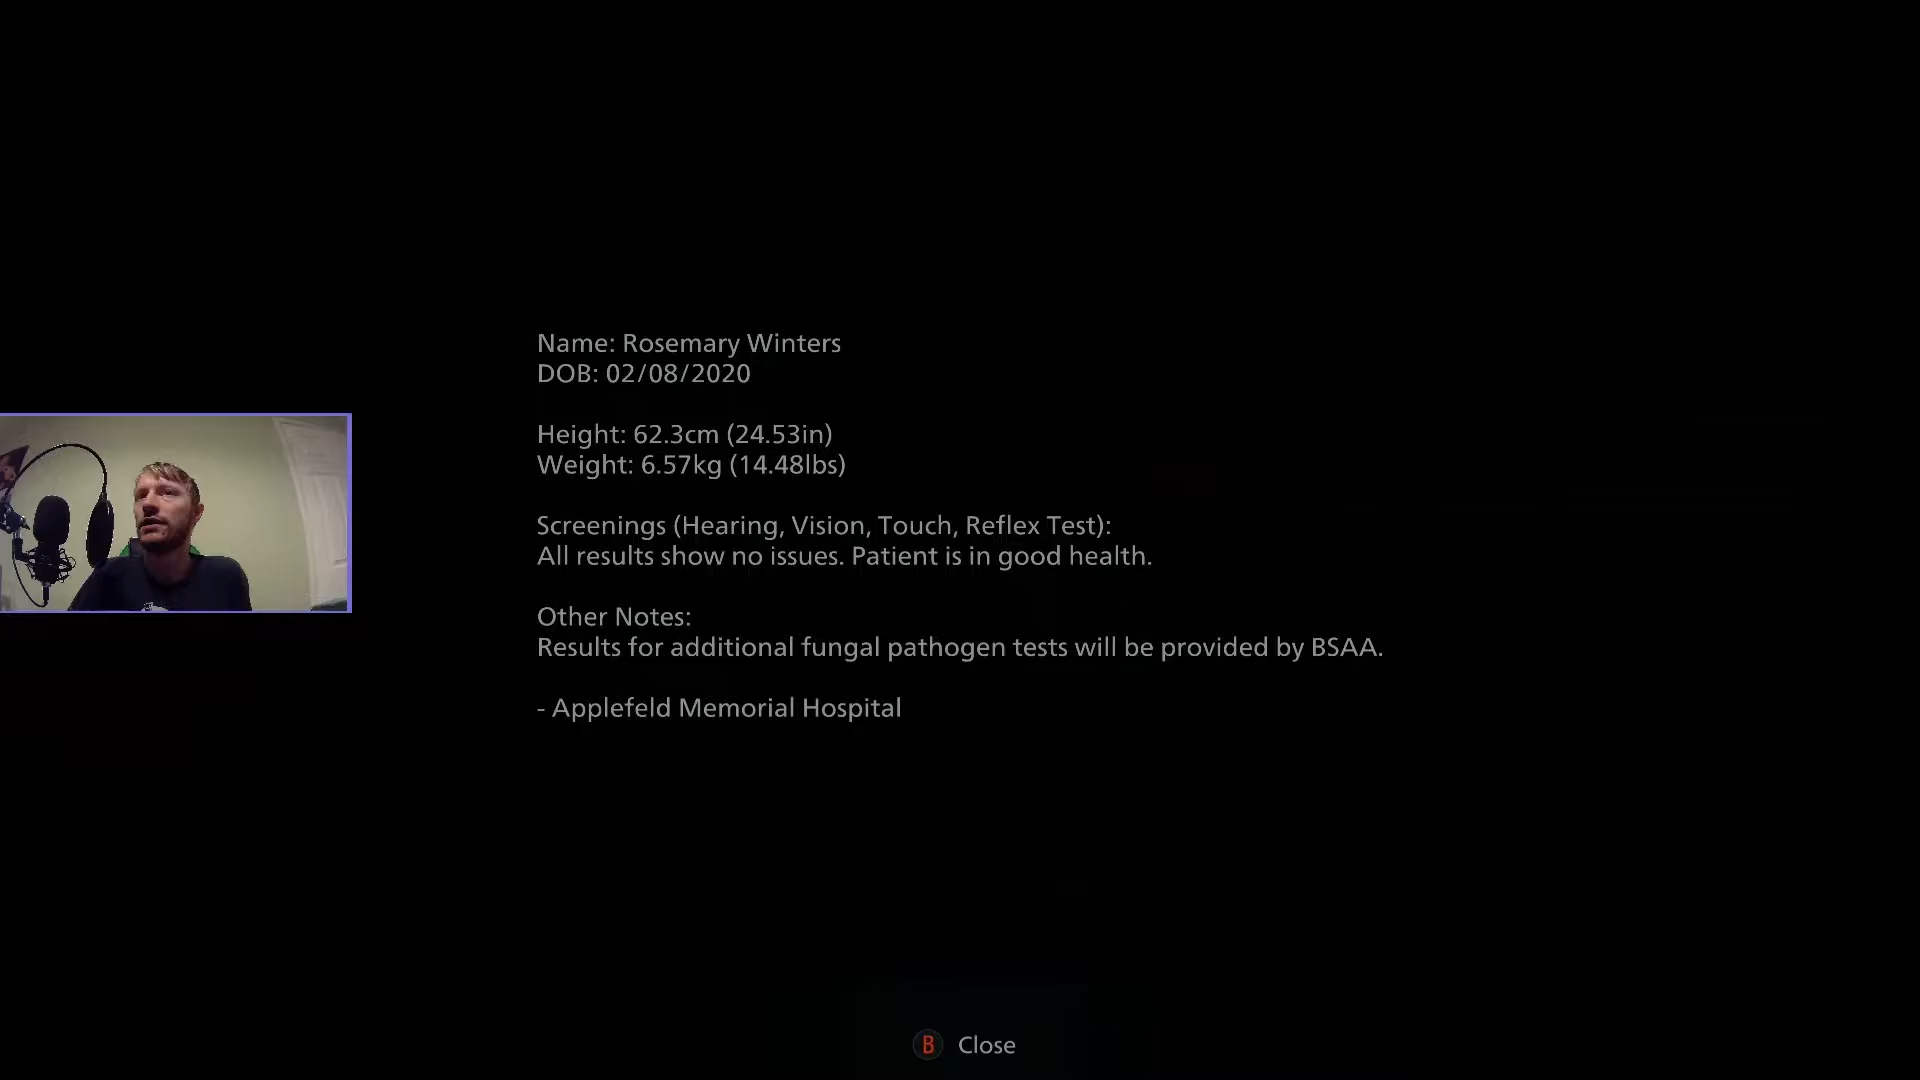 Name: Rosemary Winters
DOB: 02/08/2020
Height: 62.3cm (24.53in)
Weight: 6.57kg (14.48lbs)
Screenings (Hearing, Vision, Touch, Reflex Test):
All results show no issues. Patient is in good health.
Other Notes:
Results for additional fungal pathogen tests will be provided by BSAA.
- Applefeld Memorial Hospital
B Close